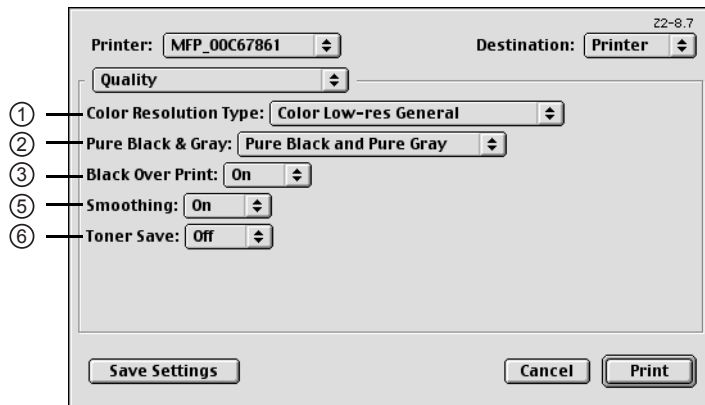 Z2-8.7
Printer: MFP_00C67861 Destination: Printer
Quality
① Color Resolution Type: Color Low-res General
② Pure Black & Gray: Pure Black and Pure Gray
③ Black Over Print: On
⑤ Smoothing: On
⑥ Toner Save: Off
Save Settings Cancel Print